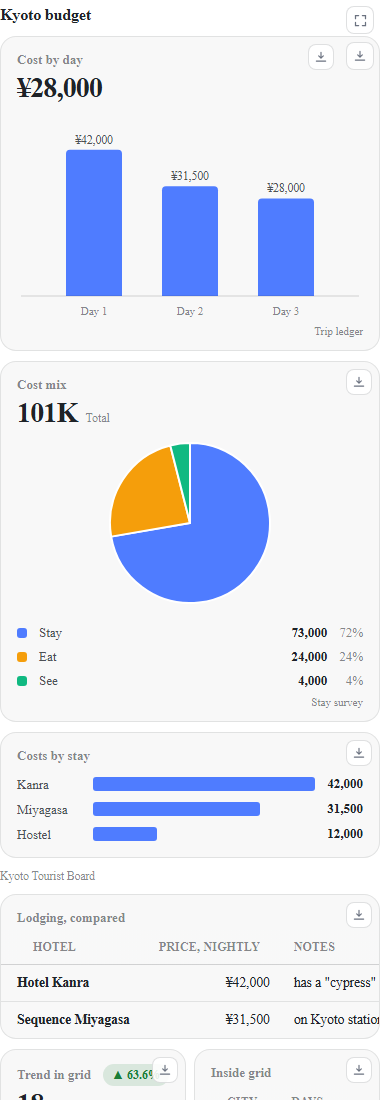 Kyoto budget
Cost by day
¥28,000
¥42,000
¥31,500
¥28,000
Day 1 Day 2 Day 3
Trip ledger
Cost mix
101K Total
Stay 73,000 72%
Eat 24,000 24%
See 4,000 4%
Stay survey
Costs by stay
Kanra 42,000
Miyagasa 31,500
Hostel 12,000
Kyoto Tourist Board
Lodging, compared
HOTEL PRICE, NIGHTLY NOTES
Hotel Kanra ¥42,000 has a "cypress"
Sequence Miyagasa ¥31,500 on Kyoto station
Trend in grid ▲ 63.6%
Inside grid